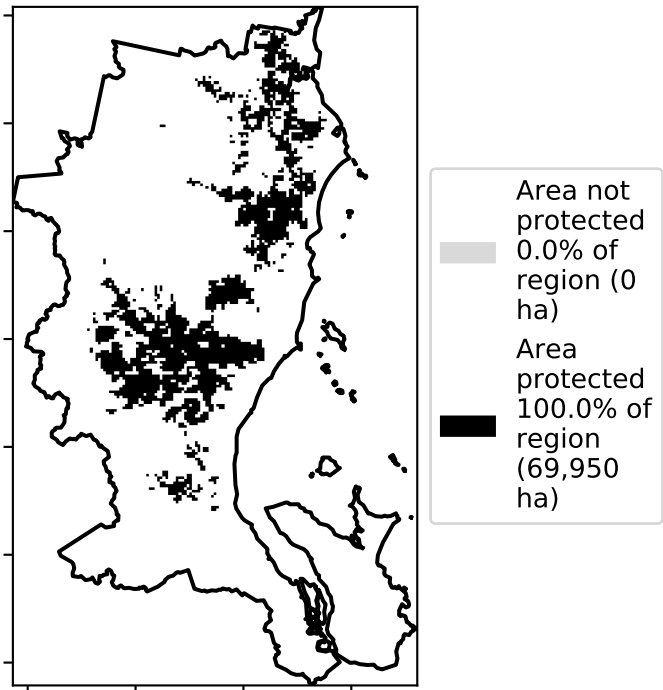 Area not
protected
0.0% of
region (0
ha)
Area
protected
100.0% of
region
(69,950
ha)